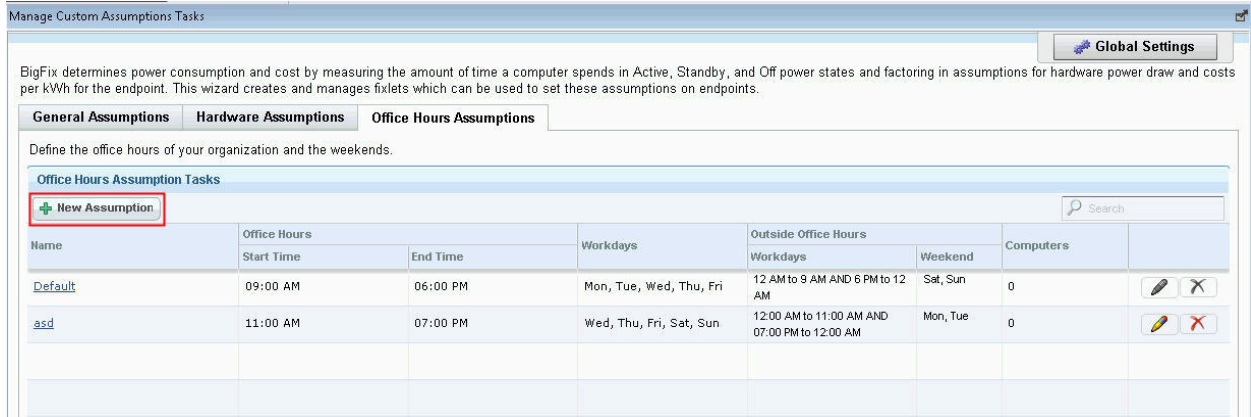 Manage Custom Assumptions Tasks
Global Settings
BigFix determines power consumption and cost by measuring the amount of time a computer spends in Active, Standby, and Off power states and factoring in assumptions for hardware power draw and costs
per kWh for the endpoint. This wizard creates and manages fixlets which can be used to set these assumptions on endpoints.
General Assumptions Hardware Assumptions Office Hours Assumptions
Define the office hours of your organization and the weekends.
Office Hours Assumption Tasks
New Assumption Search
Name Office Hours Workdays Outside Office Hours Computers
Start Time End Time Workdays Weekend
Default 09:00 AM 06:00 PM Mon, Tue, Wed, Thu, Fri 12 AM to 9 AM AND 6 PM to 12 Sat, Sun 0
AM
asd 11:00 AM 07:00 PM Wed, Thu, Fri, Sat, Sun 12:00 AM to 11:00 AM AND Mon, Tue 0
07:00 PM to 12:00 AM